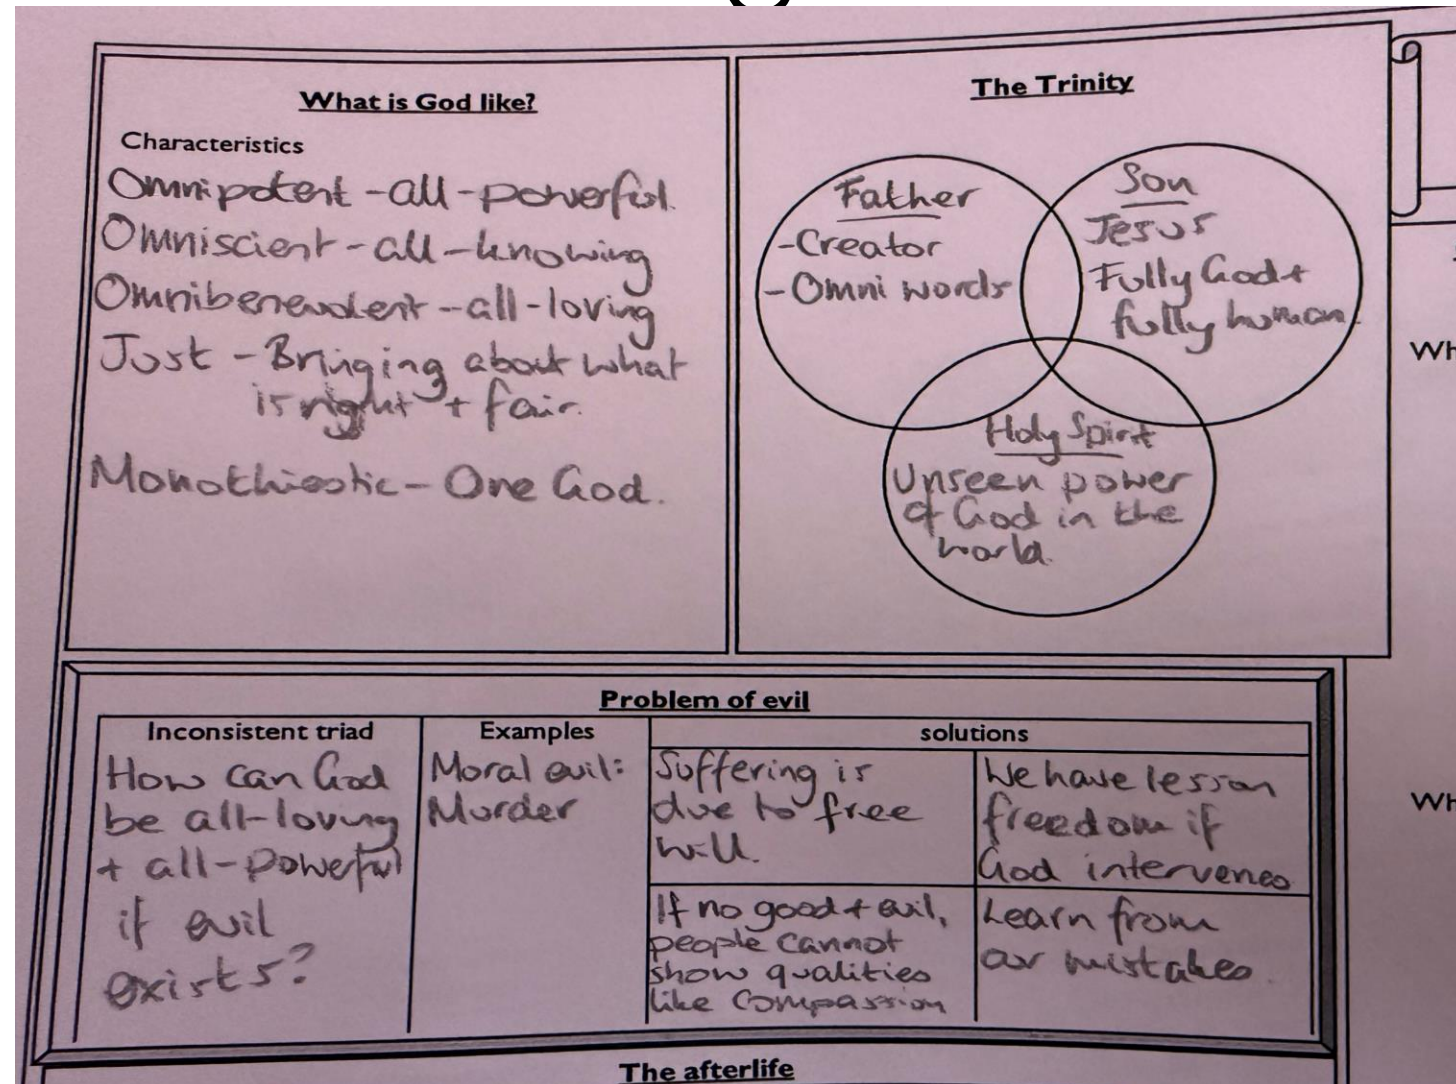 What is God like?
Characteristics
Omnipotent - all-powerful.
Omniscient - all-knowing
Omnibenevolent - all-loving
Just - Bringing about what
is right + fair.
Monothiestic - One God.
The Trinity
Father
-Creator
-Omni words
Son
Jesus
Fully God +
fully human.
Holy Spirit
Unseen power
of God in the
world.
Problem of evil
Inconsistent triad
How can God
be all-loving
+ all-powerful
if evil
exists?
Examples
Moral evil:
Murder
solutions
Suffering is
due to free
will.
We have lesson
freedom if
God intervenes
If no good + evil,
people cannot
show qualities
like compassion
Learn from
our mistakes.
The afterlife
Wh
Wh